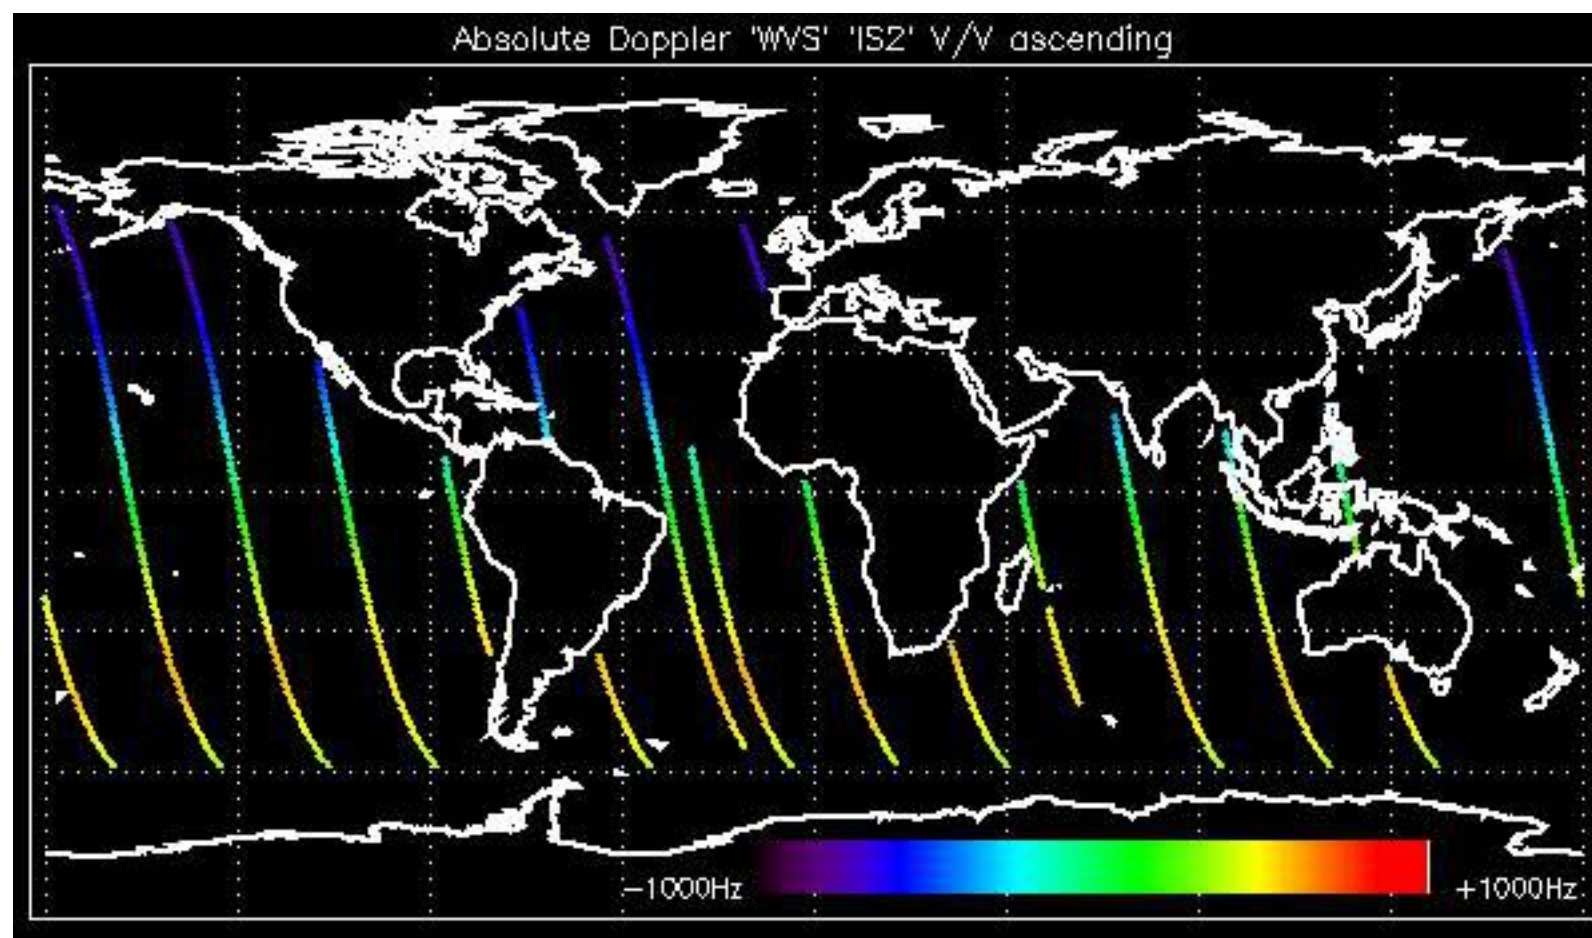 Absolute Doppler 'WVS' 'IS2' V/V ascending
-1000Hz +1000Hz